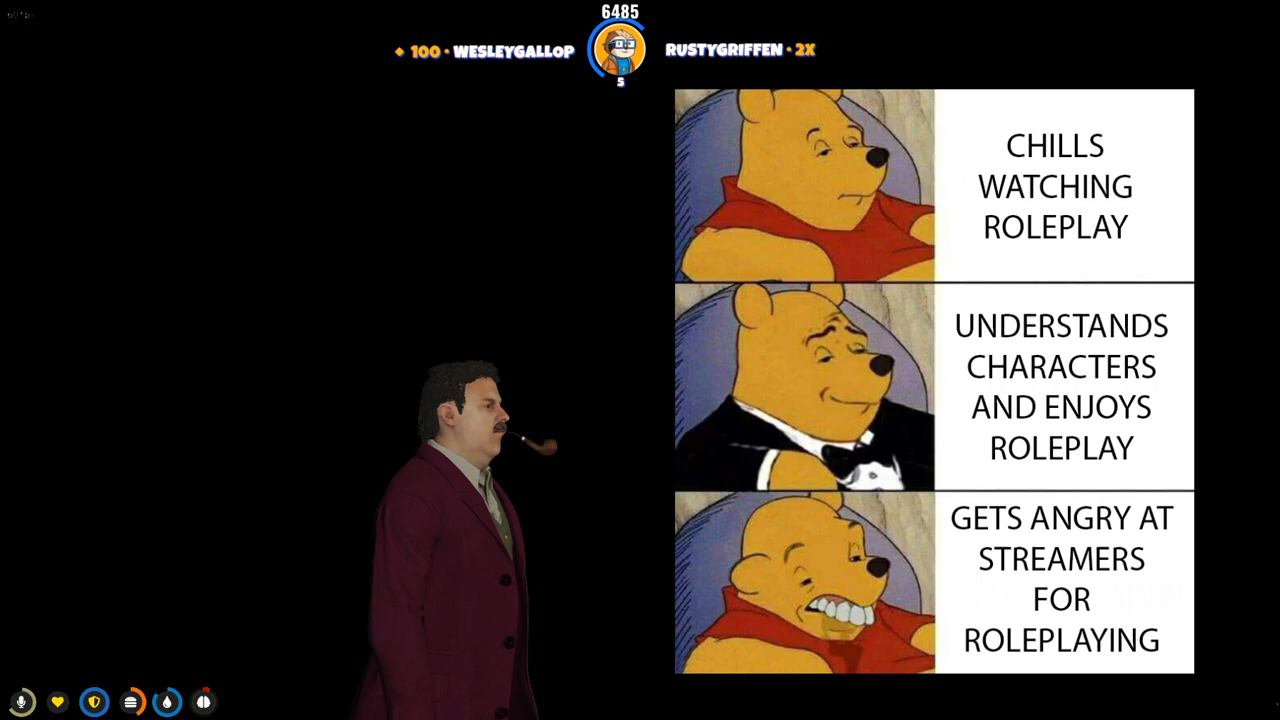 6485
100 • WESLEYGALLOP
RUSTYGRIFFEN • 2X
5
CHILLS
WATCHING
ROLEPLAY
UNDERSTANDS
CHARACTERS
AND ENJOYS
ROLEPLAY
GETS ANGRY AT
STREAMERS
FOR
ROLEPLAYING